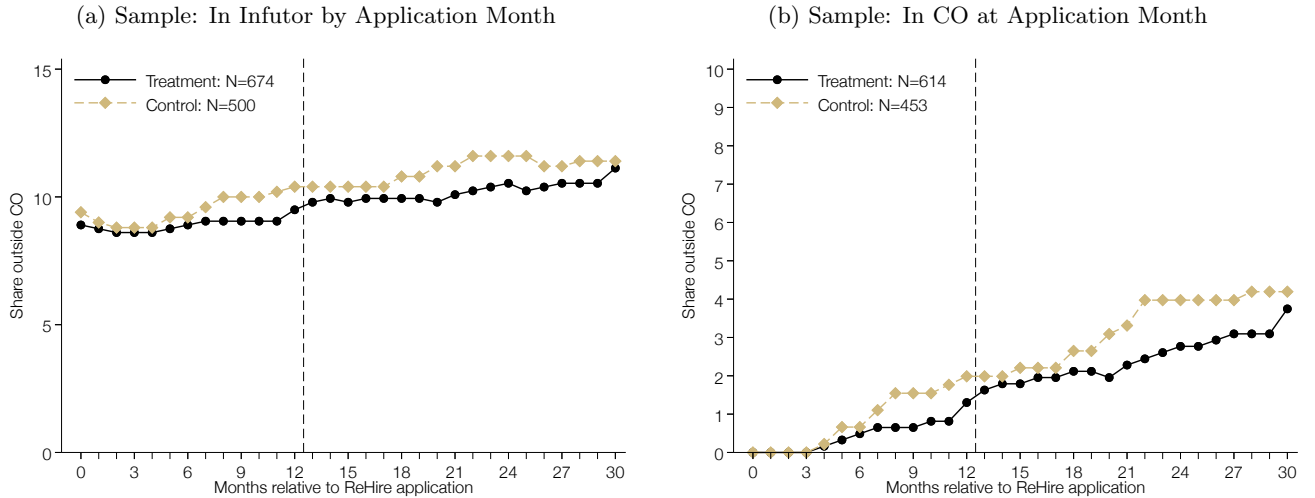 (a) Sample: In Infutor by Application Month
15
10
5
0
Share outside CO
Treatment: N=674
Control: N=500
0 3 6 9 12 15 18 21 24 27 30
Months relative to ReHire application
(b) Sample: In CO at Application Month
10
9
8
7
6
5
4
3
2
1
0
Share outside CO
Treatment: N=614
Control: N=453
0 3 6 9 12 15 18 21 24 27 30
Months relative to ReHire application